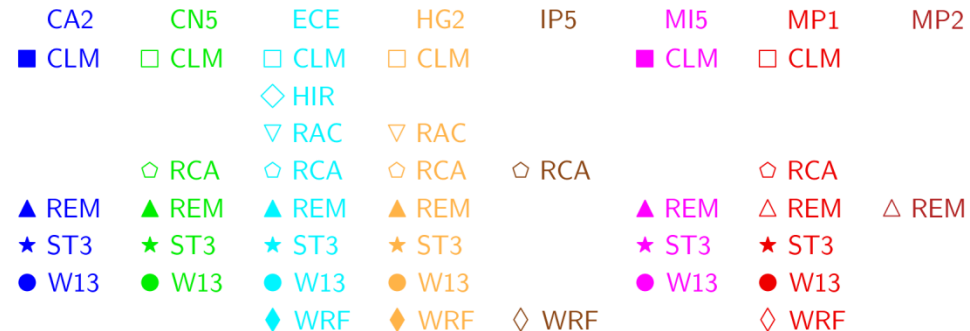 CA2 CN5 ECE HG2 IP5 MI5 MP1 MP2
CLM CLM CLM CLM CLM CLM
HIR
RAC RAC
RCA RCA RCA RCA RCA
REM REM REM REM REM REM REM
ST3 ST3 ST3 ST3 ST3 ST3
W13 W13 W13 W13 W13 W13
WRF WRF WRF WRF